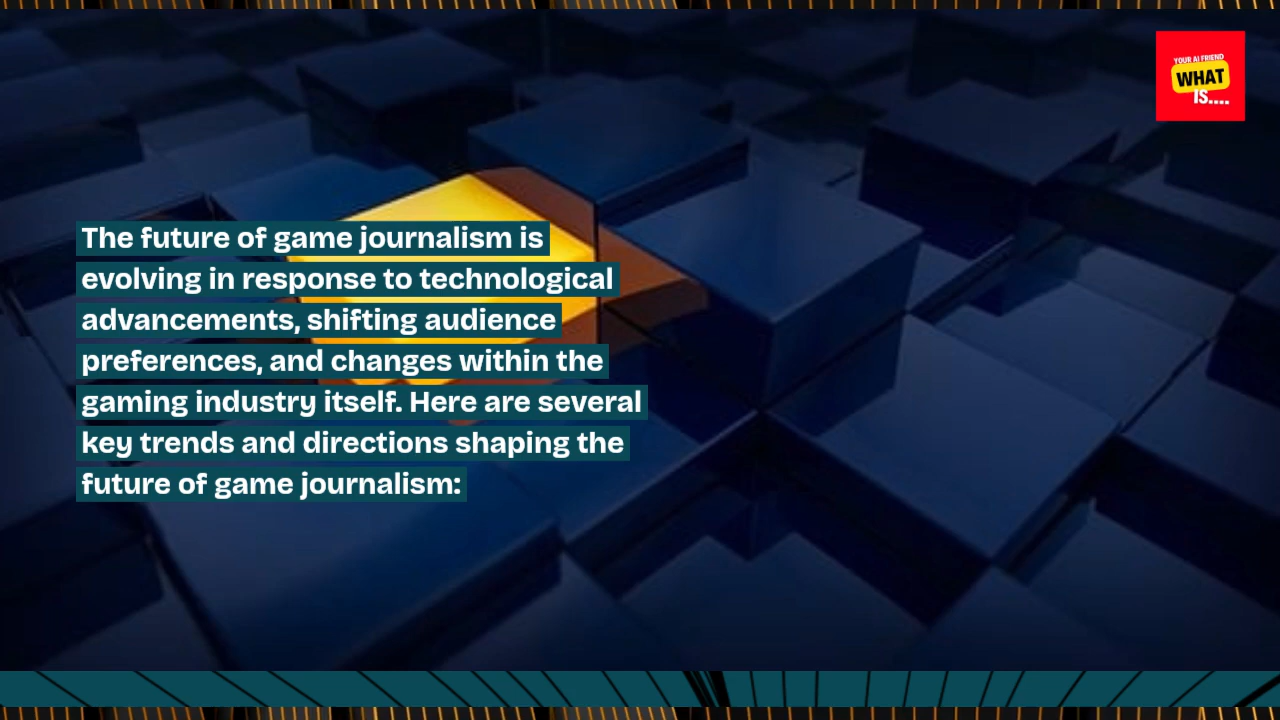 YOUR AI FRIEND
WHAT
IS....
The future of game journalism is
evolving in response to technological
advancements, shifting audience
preferences, and changes within the
gaming industry itself. Here are several
key trends and directions shaping the
future of game journalism: